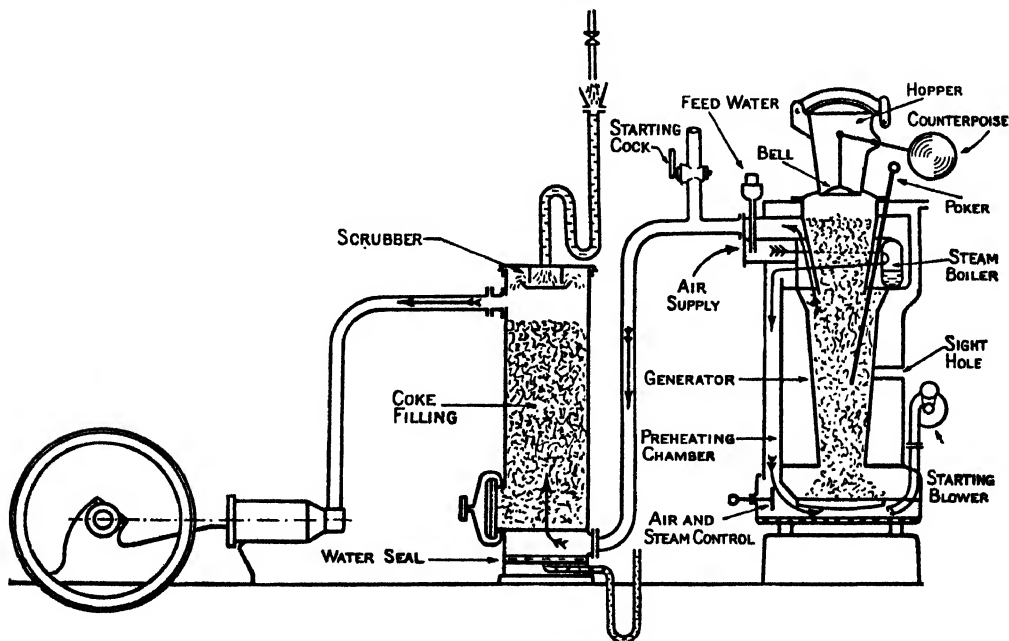 HOPPER
FEED WATER
COUNTERPOISE
STARTING
COCK
BELL
POKER
SCRUBBER
STEAM
BOILER
AIR
SUPPLY
SIGHT
HOLE
GENERATOR
COKE
FILLING
PREHEATING
CHAMBER
STARTING
BLOWER
AIR AND
STEAM CONTROL
WATER SEAL